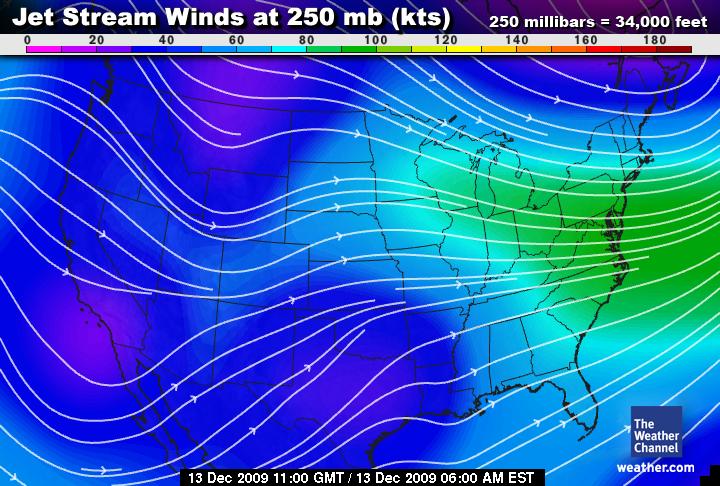 Jet Stream Winds at 250 mb (kts)
250 millibars = 34,000 feet
0 20 40 60 80 100 120 140 160 180
The
Weather
Channel
weather.com
13 Dec 2009 11:00 GMT / 13 Dec 2009 06:00 AM EST